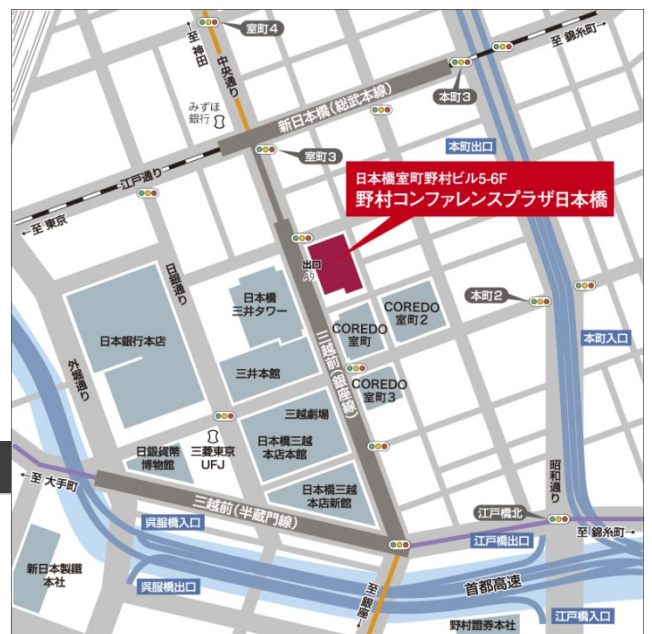 室町4
←至 神田
中央通り
至 錦糸町→
みずほ
銀行
新日本橋(総武本線)
本町3
室町3
本町出口
江戸通り
←至 東京
日本橋室町野村ビル5-6F
野村コンファレンスプラザ日本橋
出口
A9
日銀通り
日本橋
三井タワー
COREDO
室町2
本町2
COREDO
室町
日本銀行本店
本町入口
外堀通り
三井本館
三越前(銀座線)
COREDO
室町3
三越劇場
日本橋三越
本店本館
日銀貨幣
博物館
三菱東京
UFJ
昭和通り
←至 大手町
日本橋三越
本店新館
三越前(半蔵門線)
江戸橋北
呉服橋入口
江戸橋出口
至 錦糸町→
新日本製鐵
本社
呉服橋出口
至 銀座→
首都高速
野村證券本社
江戸橋入口